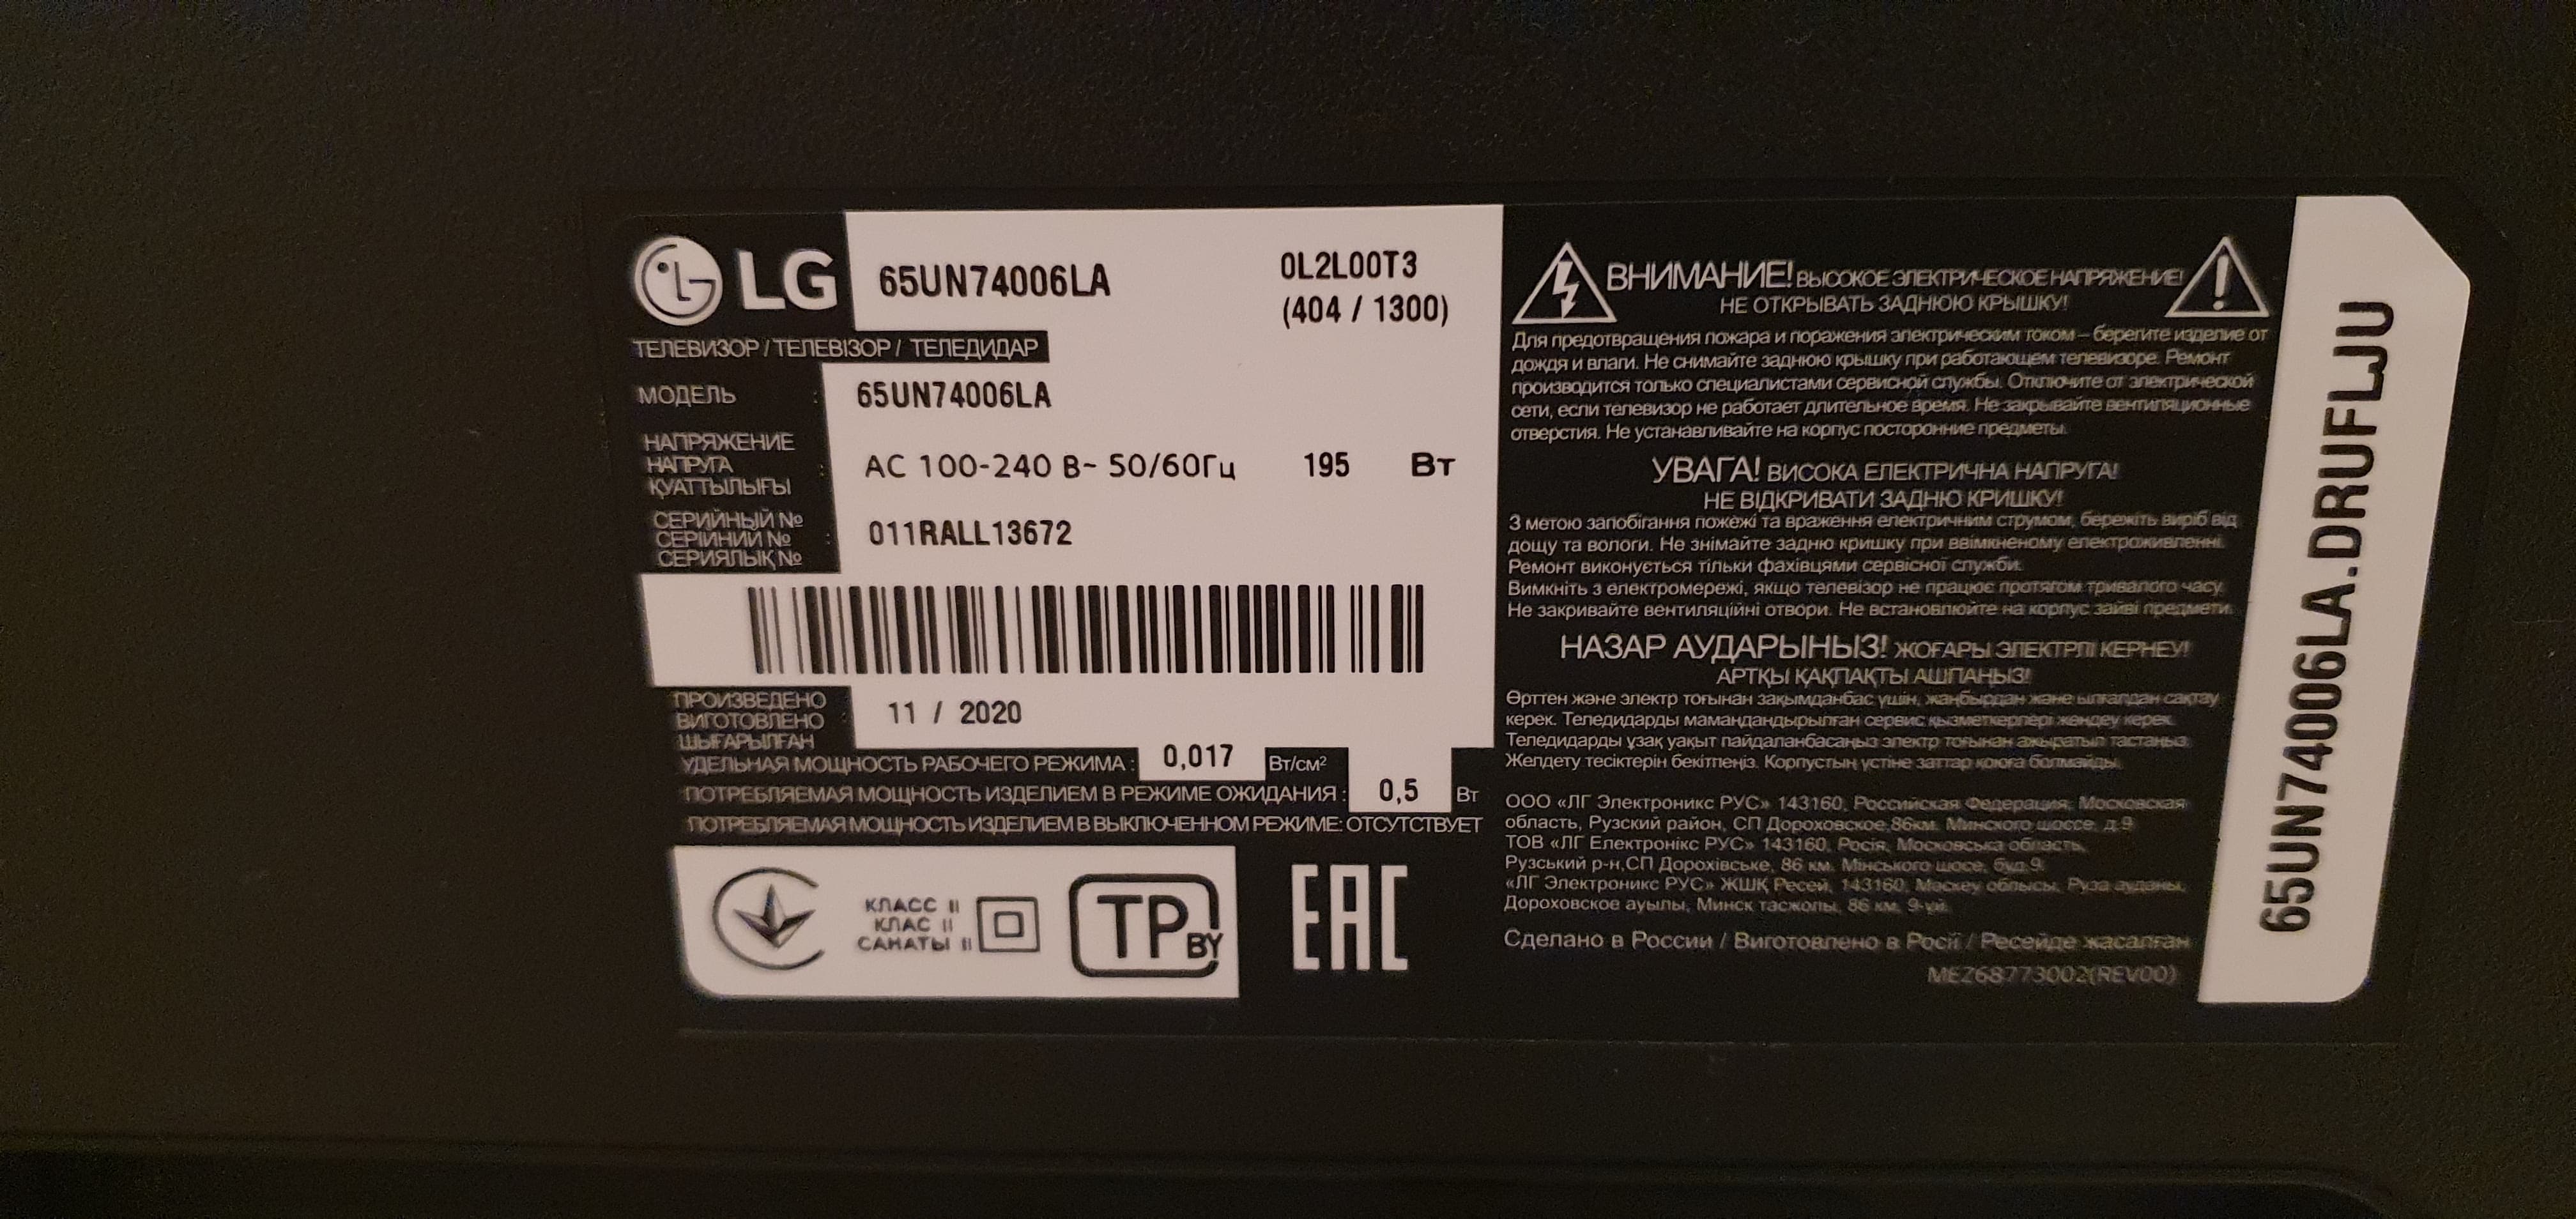 LG
65UN74006LA
0L2L00T3
(404 / 1300)
ТЕЛЕВИЗОР / ТЕЛЕВІЗОР / ТЕЛЕДИДАР
МОДЕЛЬ : 65UN74006LA
НАПРЯЖЕНИЕ
НАПРУГА : AC 100-240 В~ 50/60Гц 195 Вт
ҚУАТТЫЛЫҒЫ
СЕРИЙНЫЙ №
СЕРІЙНИЙ № : 011RALL13672
СЕРИЯЛЫҚ №
ПРОИЗВЕДЕНО
ВИГОТОВЛЕНО : 11 / 2020
ШЫҒАРЫЛҒАН
УДЕЛЬНАЯ МОЩНОСТЬ РАБОЧЕГО РЕЖИМА : 0,017 Вт/см²
ПОТРЕБЛЯЕМАЯ МОЩНОСТЬ ИЗДЕЛИЕМ В РЕЖИМЕ ОЖИДАНИЯ : 0,5 Вт
ПОТРЕБЛЯЕМАЯ МОЩНОСТЬ ИЗДЕЛИЕМ В ВЫКЛЮЧЕННОМ РЕЖИМЕ: ОТСУТСТВУЕТ
КЛАСС II
КЛАС II
САНАТЫ II
TP BY
EAC
ВНИМАНИЕ! ВЫСОКОЕ ЭЛЕКТРИЧЕСКОЕ НАПРЯЖЕНИЕ!
НЕ ОТКРЫВАТЬ ЗАДНЮЮ КРЫШКУ!
Для предотвращения пожара и поражения электрическим током – берегите изделие от
дождя и влаги. Не снимайте заднюю крышку при работающем телевизоре. Ремонт
производится только специалистами сервисной службы. Отключите от электрической
сети, если телевизор не работает длительное время. Не закрывайте вентиляционные
отверстия. Не устанавливайте на корпус посторонние предметы.
УВАГА! ВИСОКА ЕЛЕКТРИЧНА НАПРУГА!
НЕ ВІДКРИВАТИ ЗАДНЮ КРИШКУ!
З метою запобігання пожежі та враження електричним струмом, бережіть виріб від
дощу та вологи. Не знімайте задню кришку при ввімкненому електроживленні.
Ремонт виконується тільки фахівцями сервісної служби.
Вимкніть з електромережі, якщо телевізор не працює протягом тривалого часу.
Не закривайте вентиляційні отвори. Не встановлюйте на корпус зайві предмети.
НАЗАР АУДАРЫҢЫЗ! ЖОҒАРЫ ЭЛЕКТРЛІ КЕРНЕУ!
АРТҚЫ ҚАҚПАҚТЫ АШПАҢЫЗ!
Өрттен және электр тоғынан зақымданбас үшін, жаңбырдан және ылғалдан сақтау
керек. Теледидарды мамандандырылған сервис қызметкерлері жөндеу керек.
Теледидарды ұзақ уақыт пайдаланбасаңыз электр тоғынан ажыратып тастаңыз.
Желдету тесіктерін бекітпеңіз. Корпустың үстіне заттар қоюға болмайды.
ООО «ЛГ Электроникс РУС» 143160, Российская Федерация, Московская
область, Рузский район, СП Дороховское,86км. Минского шоссе, д.9
ТОВ «ЛГ Електронікс РУС» 143160, Росія, Московська область,
Рузський р-н,СП Дорохівське, 86 км. Мінського шосе, буд.9
«ЛГ Электроникс РУС» ЖШҚ Ресей, 143160, Мәскеу облысы, Руза ауданы,
Дороховское ауылы, Минск тасжолы, 86 км, 9-үй.
Сделано в России / Виготовлено в Росії / Ресейде жасалған
MEZ68773002(REV00)
65UN74006LA.DRUFLJU